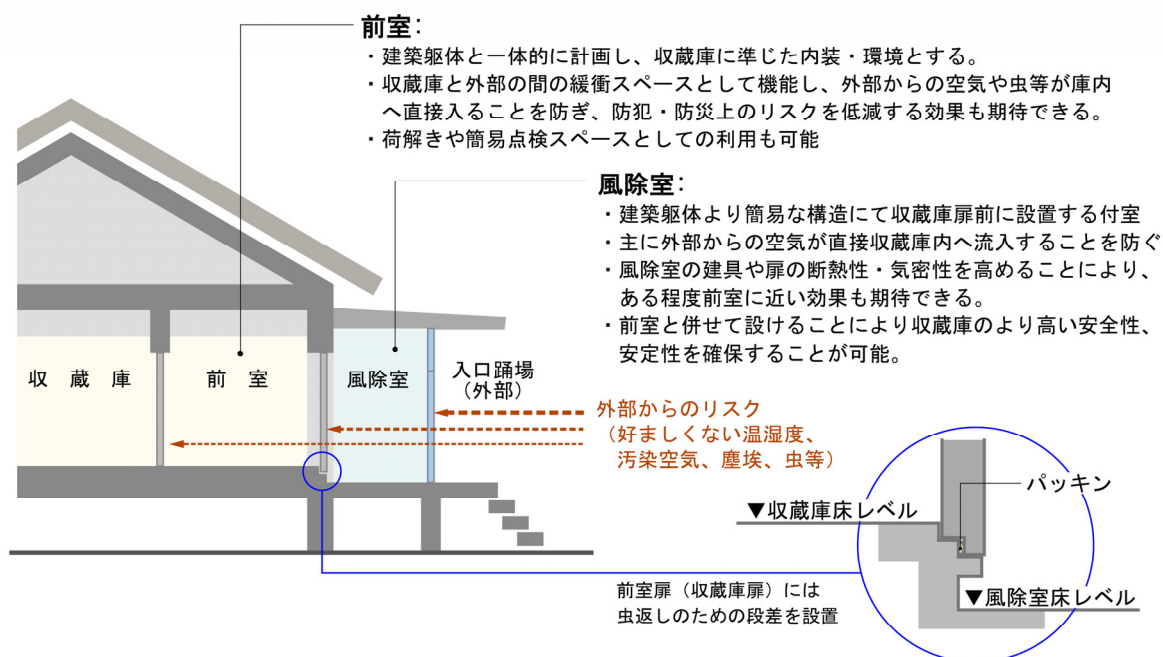 前室：
・建築躯体と一体的に計画し、収蔵庫に準じた内装・環境とする。
・収蔵庫と外部の間の緩衝スペースとして機能し、外部からの空気や虫等が庫内
へ直接入ることを防ぎ、防犯・防災上のリスクを低減する効果も期待できる。
・荷解きや簡易点検スペースとしての利用も可能
風除室：
・建築躯体より簡易な構造にて収蔵庫扉前に設置する付室
・主に外部からの空気が直接収蔵庫内へ流入することを防ぐ
・風除室の建具や扉の断熱性・気密性を高めることにより、
ある程度前室に近い効果も期待できる。
・前室と併せて設けることにより収蔵庫のより高い安全性、
安定性を確保することが可能。
収蔵庫
前室
風除室
入口踊場
（外部）
外部からのリスク
（好ましくない温湿度、
汚染空気、塵埃、虫等）
パッキン
▼収蔵庫床レベル
▼風除室床レベル
前室扉（収蔵庫扉）には
虫返しのための段差を設置